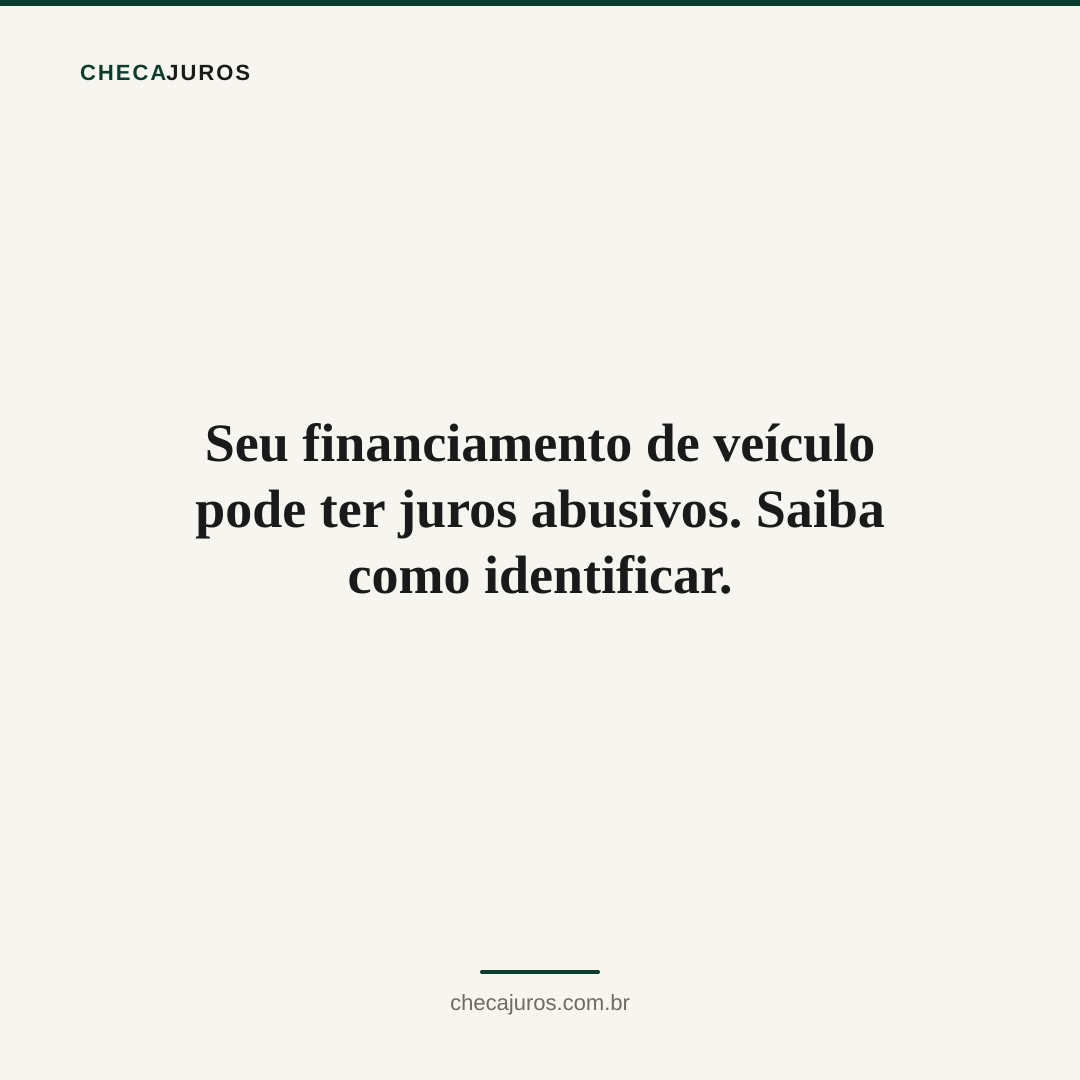 CHECAJUROS
Seu financiamento de veículo
pode ter juros abusivos. Saiba
como identificar.
checajuros.com.br